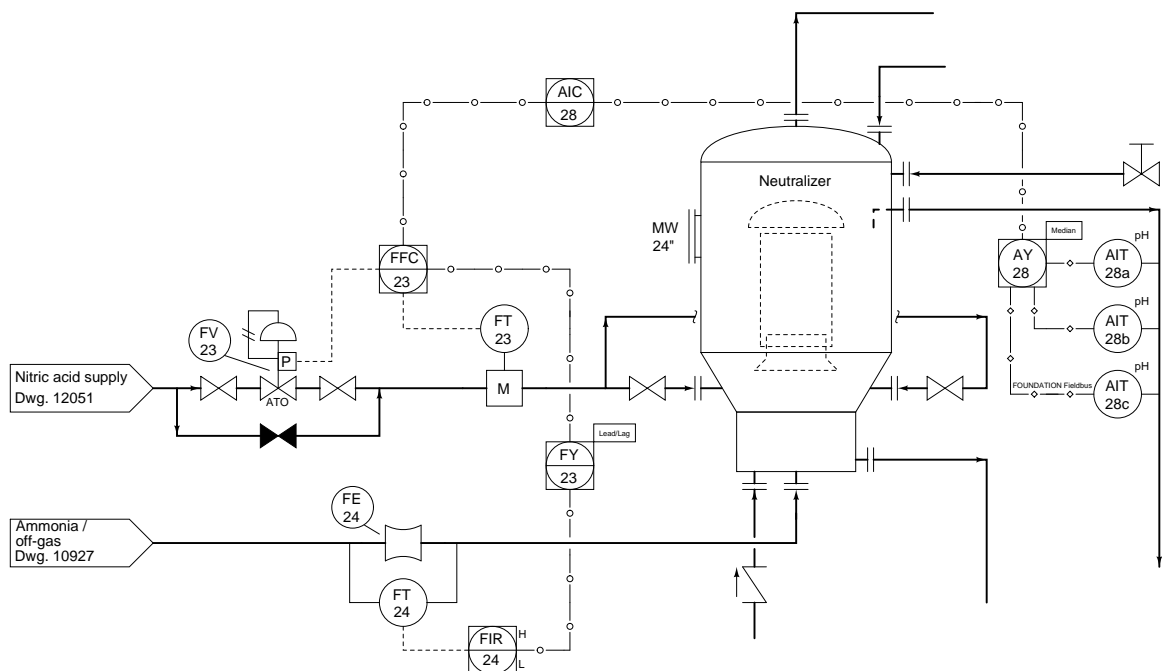 AIC
28
Neutralizer
MW
24"
FFC
23
AY
28
Median
pH
AIT
28a
FV
23
P
FT
23
pH
AIT
28b
Nitric acid supply
Dwg. 12051
ATO
M
FOUNDATION Fieldbus
pH
AIT
28c
Lead/Lag
FY
23
FE
24
Ammonia /
off-gas
Dwg. 10927
FT
24
FIR
24
H
L